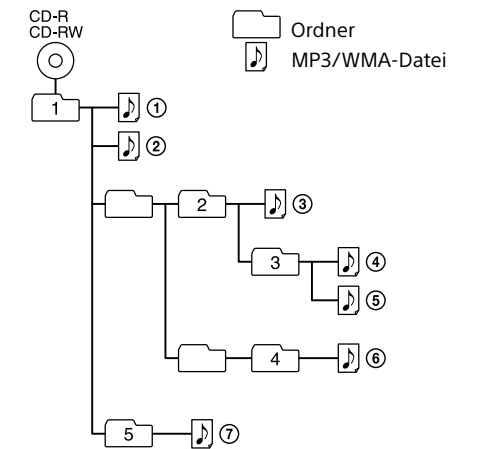 CD-R
CD-RW
Ordner
MP3/WMA-Datei
1 ①
②
2 ③
3 ④
⑤
4 ⑥
5 ⑦